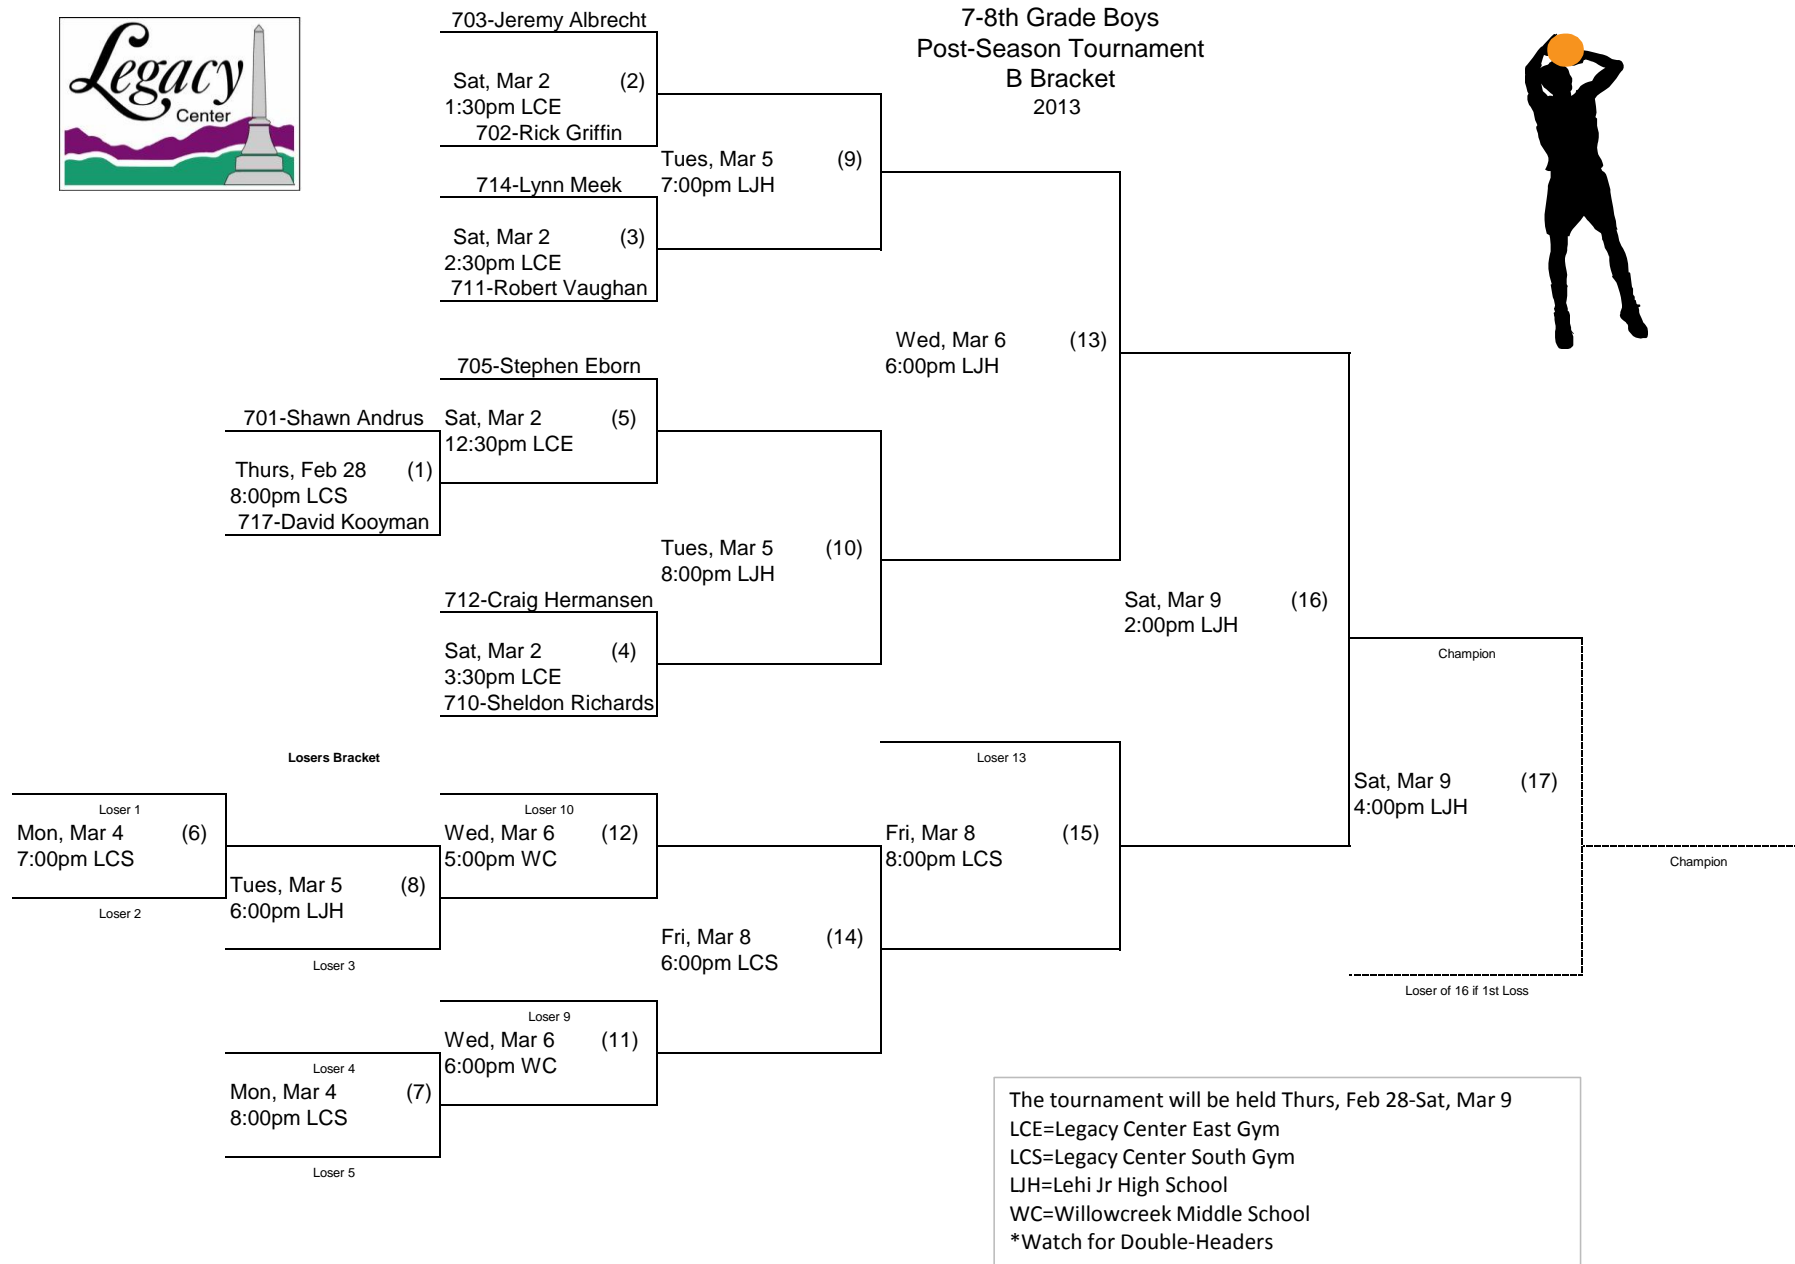 Legacy
Center
7-8th Grade Boys
Post-Season Tournament
B Bracket
2013
703-Jeremy Albrecht
Sat, Mar 2 (2)
1:30pm LCE
702-Rick Griffin
Tues, Mar 5 (9)
7:00pm LJH
714-Lynn Meek
Sat, Mar 2 (3)
2:30pm LCE
711-Robert Vaughan
Wed, Mar 6 (13)
6:00pm LJH
705-Stephen Eborn
701-Shawn Andrus
Sat, Mar 2 (5)
12:30pm LCE
Thurs, Feb 28 (1)
8:00pm LCS
717-David Kooyman
Tues, Mar 5 (10)
8:00pm LJH
712-Craig Hermansen
Sat, Mar 2 (4)
3:30pm LCE
710-Sheldon Richards
Sat, Mar 9 (16)
2:00pm LJH
Champion
Losers Bracket
Loser 13
Sat, Mar 9 (17)
4:00pm LJH
Loser 1
Mon, Mar 4 (6)
7:00pm LCS
Loser 2
Loser 10
Wed, Mar 6 (12)
5:00pm WC
Fri, Mar 8 (15)
8:00pm LCS
Champion
Tues, Mar 5 (8)
6:00pm LJH
Loser 3
Fri, Mar 8 (14)
6:00pm LCS
Loser of 16 if 1st Loss
Loser 9
Wed, Mar 6 (11)
6:00pm WC
Loser 4
Mon, Mar 4 (7)
8:00pm LCS
Loser 5
The tournament will be held Thurs, Feb 28-Sat, Mar 9
LCE=Legacy Center East Gym
LCS=Legacy Center South Gym
LJH=Lehi Jr High School
WC=Willowcreek Middle School
*Watch for Double-Headers